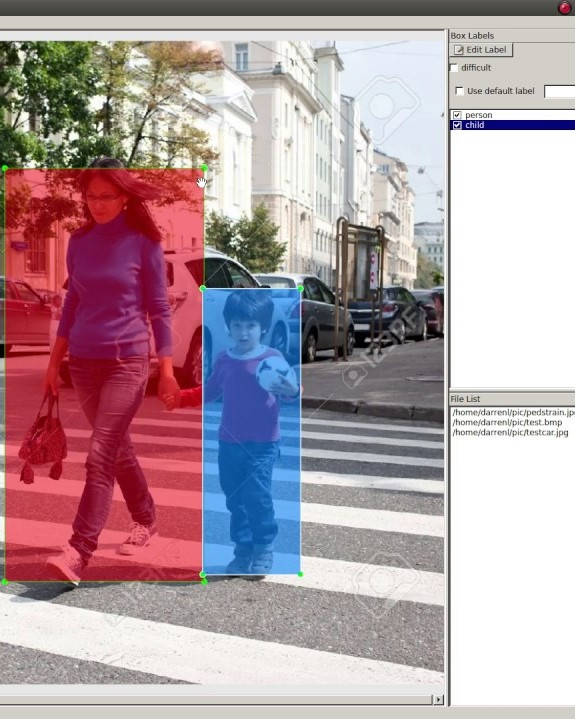 Box Labels
Edit Label
difficult
Use default label
person
child
File List
/home/darrenl/pic/pedstrain.jp
/home/darrenl/pic/test.bmp
/home/darrenl/pic/testcar.jpg